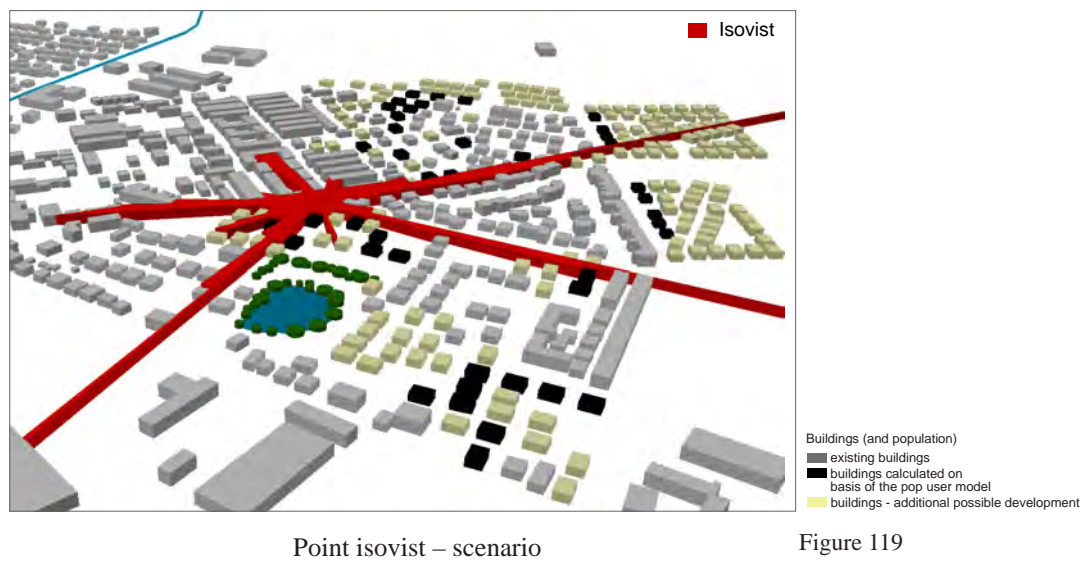 Isovist
Buildings (and population)
existing buildings
buildings calculated on
basis of the pop user model
buildings - additional possible development
Point isovist – scenario
Figure 119